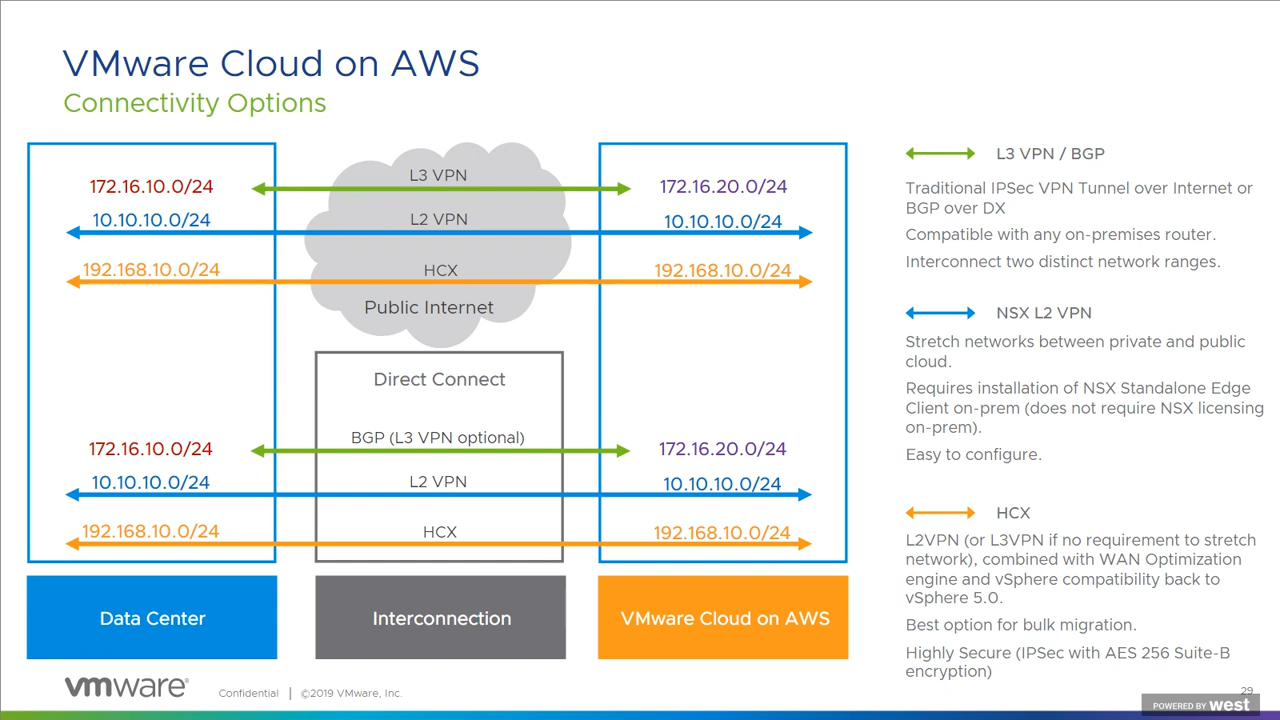 VMware Cloud on AWS
Connectivity Options
172.16.10.0/24
L3 VPN
172.16.20.0/24
10.10.10.0/24
L2 VPN
10.10.10.0/24
192.168.10.0/24
HCX
192.168.10.0/24
Public Internet
Direct Connect
172.16.10.0/24
BGP (L3 VPN optional)
172.16.20.0/24
10.10.10.0/24
L2 VPN
10.10.10.0/24
192.168.10.0/24
HCX
192.168.10.0/24
Data Center
Interconnection
VMware Cloud on AWS
L3 VPN / BGP
Traditional IPSec VPN Tunnel over Internet or
BGP over DX
Compatible with any on-premises router.
Interconnect two distinct network ranges.
NSX L2 VPN
Stretch networks between private and public
cloud.
Requires installation of NSX Standalone Edge
Client on-prem (does not require NSX licensing
on-prem).
Easy to configure.
HCX
L2VPN (or L3VPN if no requirement to stretch
network), combined with WAN Optimization
engine and vSphere compatibility back to
vSphere 5.0.
Best option for bulk migration.
Highly Secure (IPSec with AES 256 Suite-B
encryption)
vmware®
Confidential | ©2019 VMware, Inc.
29
POWERED BY west